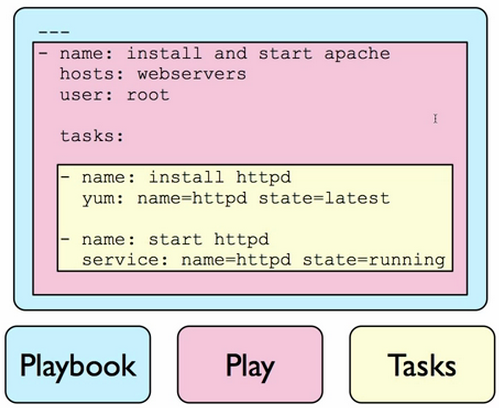 ---
- name: install and start apache
  hosts: webservers
  user: root

  tasks:

  - name: install httpd
    yum: name=httpd state=latest

  - name: start httpd
    service: name=httpd state=running
Playbook
Play
Tasks